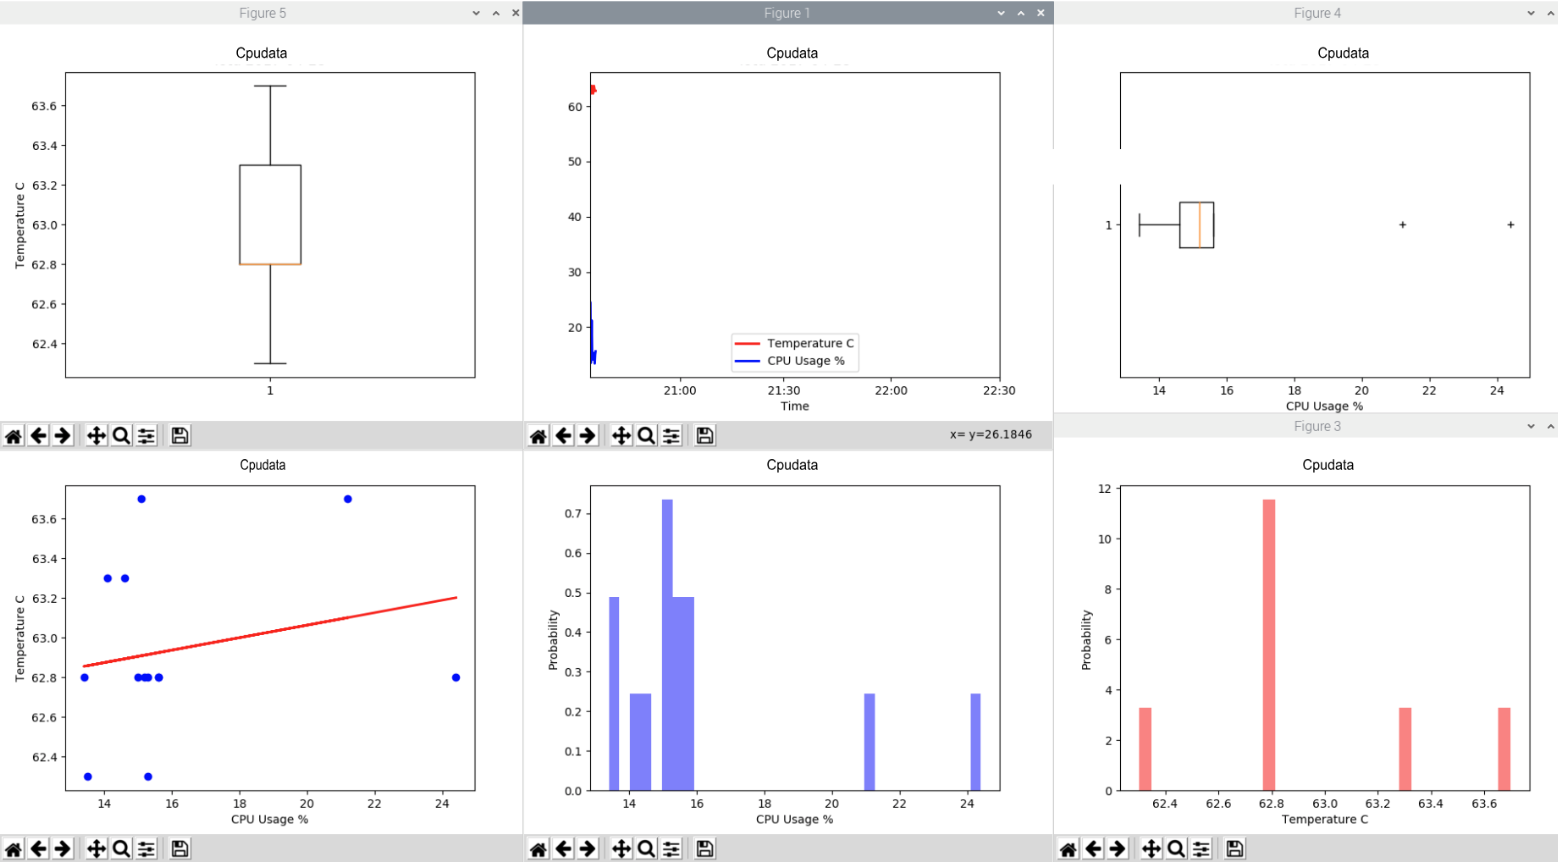 Figure 5
Cpudata
63.6
63.4
63.2
63.0
62.8
62.6
62.4
Temperature C
1
Figure 1
Cpudata
60
50
40
30
20
Temperature C
CPU Usage %
21:00 21:30 22:00 22:30
Time
x= y=26.1846
Figure 4
Cpudata
1
14 16 18 20 22 24
CPU Usage %
Cpudata
63.6
63.4
63.2
63.0
62.8
62.6
62.4
Temperature C
14 16 18 20 22 24
CPU Usage %
Cpudata
0.7
0.6
0.5
0.4
0.3
0.2
0.1
0.0
Probability
14 16 18 20 22 24
CPU Usage %
Figure 3
Cpudata
12
10
8
6
4
2
0
Probability
62.4 62.6 62.8 63.0 63.2 63.4 63.6
Temperature C